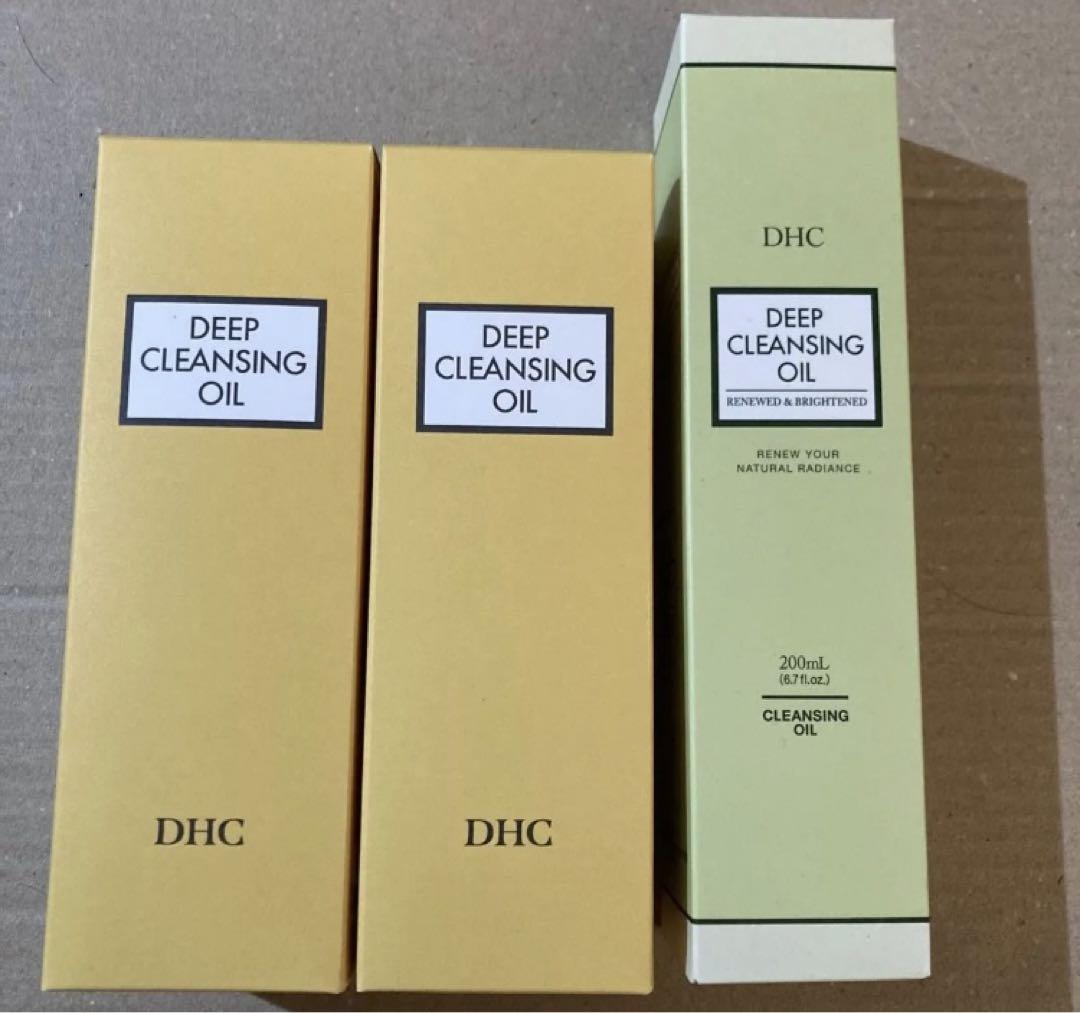 DEEP
CLEANSING
OIL
DHC
DEEP
CLEANSING
OIL
DHC
DHC
DEEP
CLEANSING
OIL
RENEWED & BRIGHTENED
RENEW YOUR
NATURAL RADIANCE
200mL
(6.7 fl.oz.)
CLEANSING
OIL